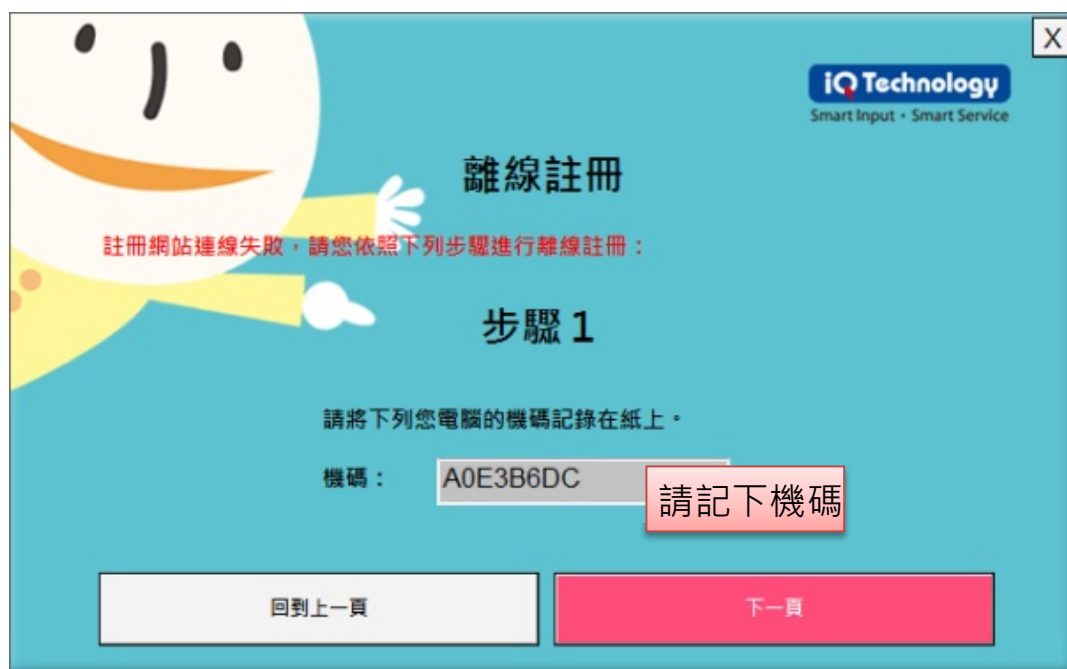 X
iQ Technology
Smart Input・Smart Service
離線註冊
註冊網站連線失敗，請您依照下列步驟進行離線註冊：
步驟 1
請將下列您電腦的機碼記錄在紙上。
機碼： A0E3B6DC
請記下機碼
回到上一頁 下一頁